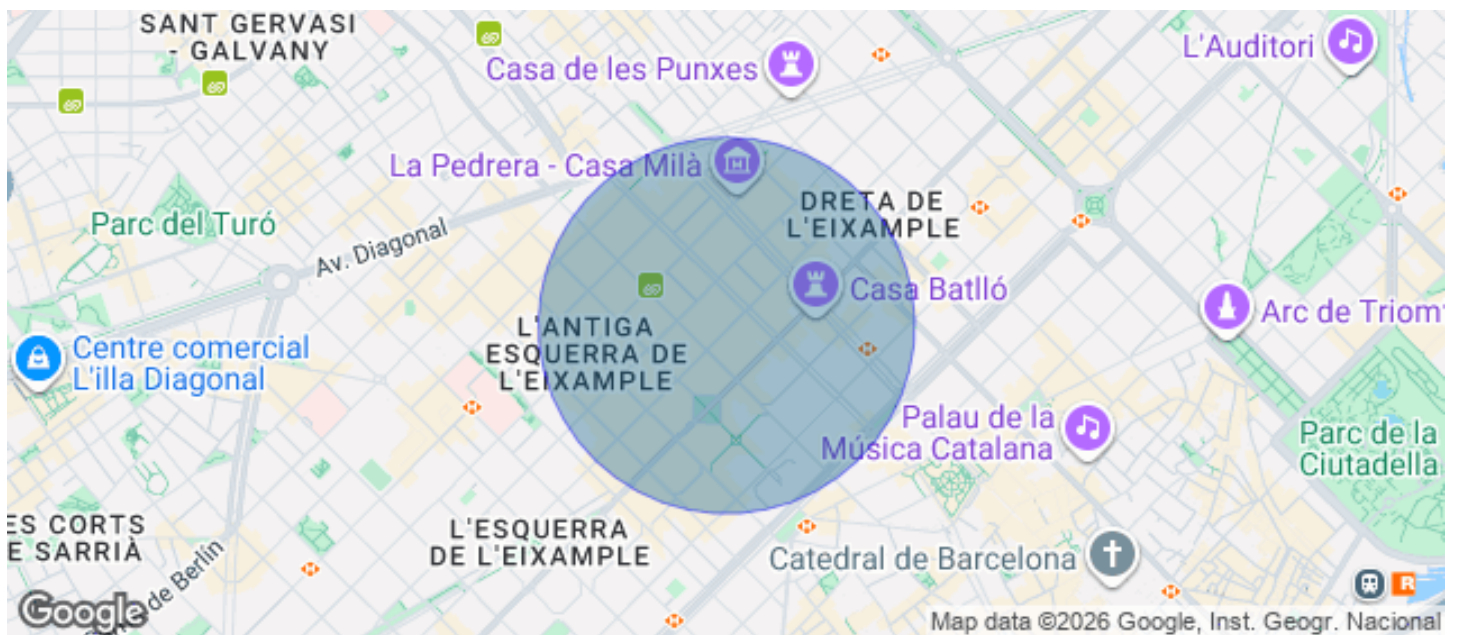 SANT GERVASI
- GALVANY
L'Auditori
Casa de les Punxes
La Pedrera - Casa Milà
DRETA DE
L'EIXAMPLE
Parc del Turó
Av. Diagonal
Casa Batlló
Arc de Triom
L'ANTIGA
ESQUERRA DE
L'EIXAMPLE
Centre comercial
L'illa Diagonal
Palau de la
Música Catalana
Parc de la
Ciutadella
ES CORTS
E SARRIÀ
L'ESQUERRA
DE L'EIXAMPLE
de Berlín
Catedral de Barcelona
R
Google
Map data ©2026 Google, Inst. Geogr. Nacional